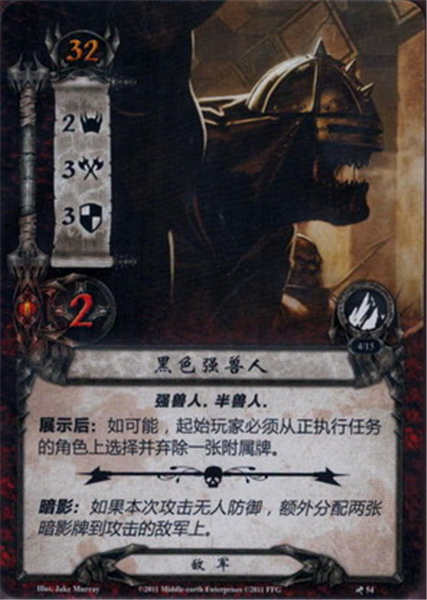 32
2
3
3
2
4/15
黑色强兽人
强兽人. 半兽人.
展示后：如可能，起始玩家必须从正执行任务
的角色上选择并弃除一张附属牌。
暗影：如果本次攻击无人防御，额外分配两张
暗影牌到攻击的敌军上。
敌军
Illus. Jake Murray
©2011 Middle-earth Enterprises ©2011 FFG
54